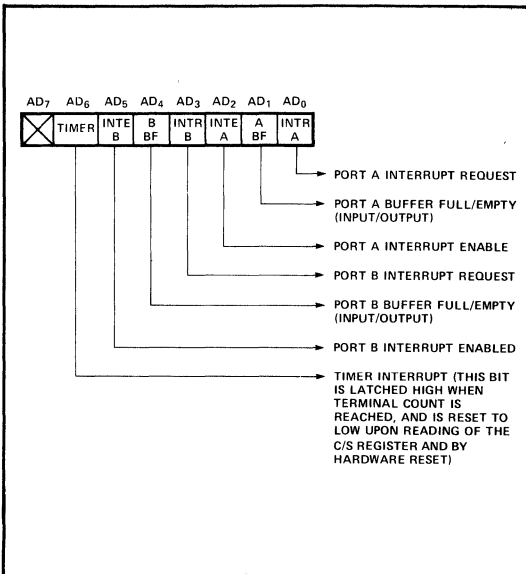 AD7 AD6 AD5 AD4 AD3 AD2 AD1 AD0
TIMER
INTE
B
B
BF
INTR
B
INTE
A
A
BF
INTR
A
PORT A INTERRUPT REQUEST
PORT A BUFFER FULL/EMPTY
(INPUT/OUTPUT)
PORT A INTERRUPT ENABLE
PORT B INTERRUPT REQUEST
PORT B BUFFER FULL/EMPTY
(INPUT/OUTPUT)
PORT B INTERRUPT ENABLED
TIMER INTERRUPT (THIS BIT
IS LATCHED HIGH WHEN
TERMINAL COUNT IS
REACHED, AND IS RESET TO
LOW UPON READING OF THE
C/S REGISTER AND BY
HARDWARE RESET)